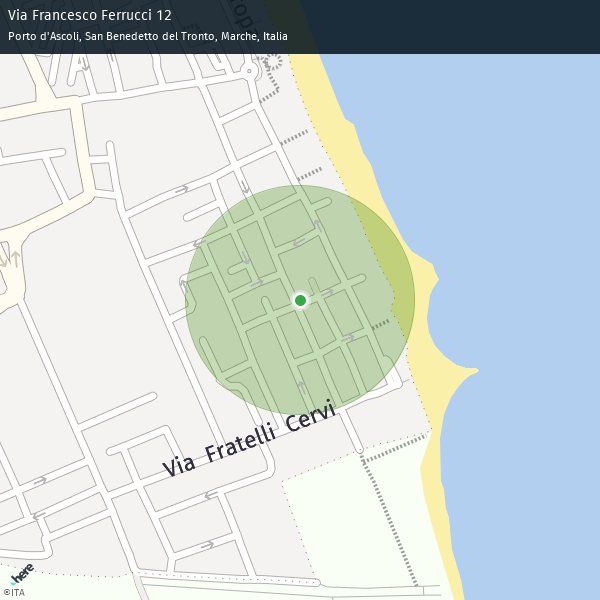 Via Francesco Ferrucci 12
Porto d'Ascoli, San Benedetto del Tronto, Marche, Italia
Via Fratelli Cervi
here
©ITA